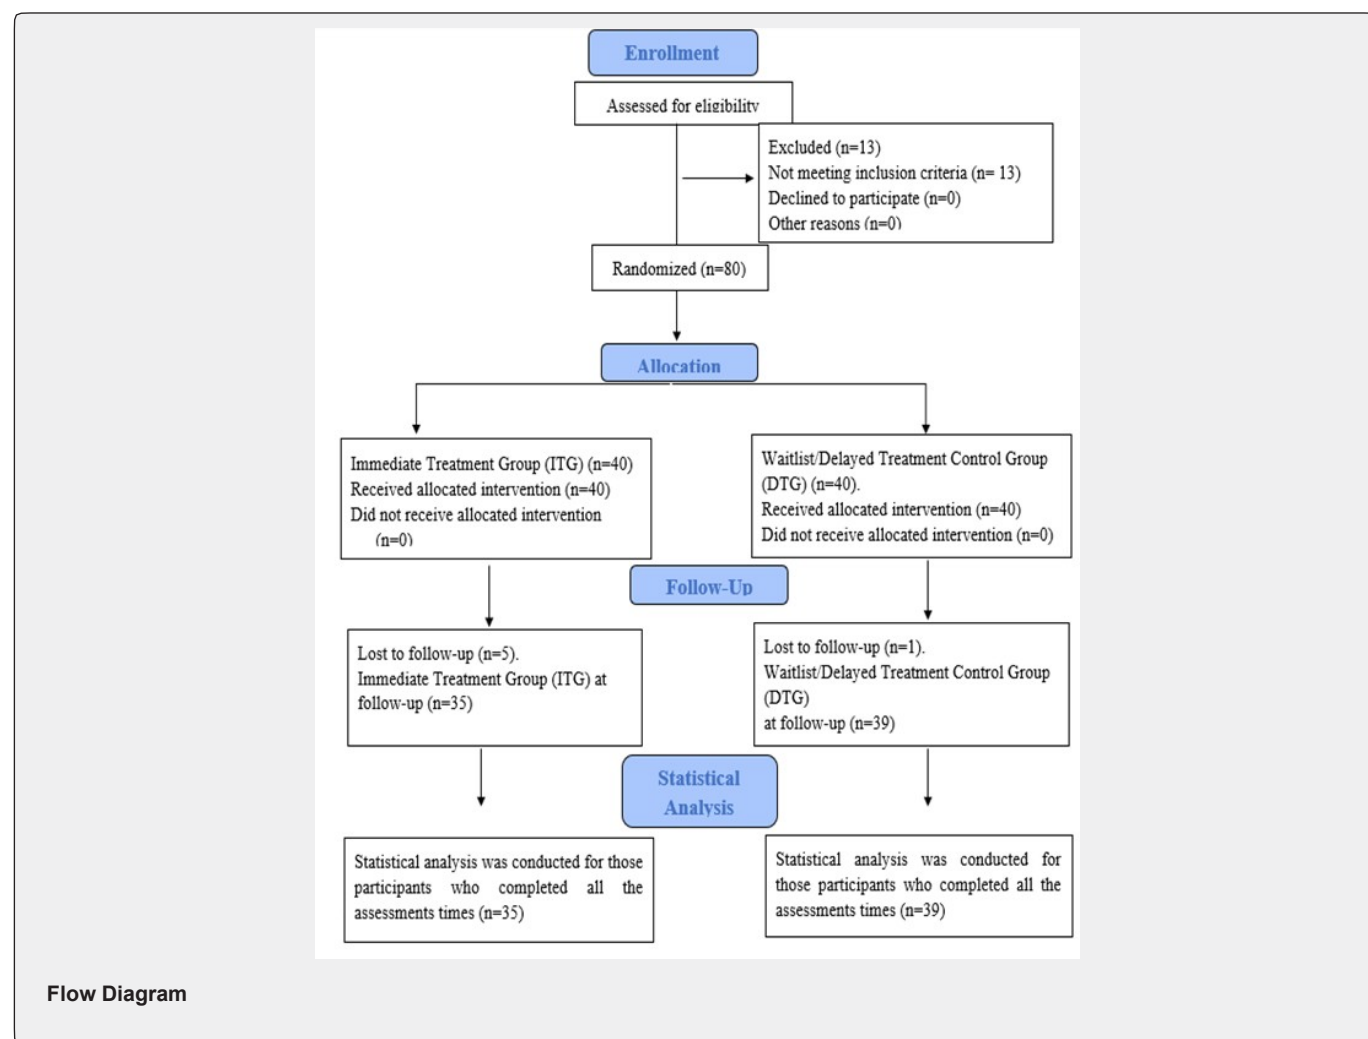 Enrollment
Assessed for eligibility
Excluded (n=13)
Not meeting inclusion criteria (n= 13)
Declined to participate (n=0)
Other reasons (n=0)
Randomized (n=80)
Allocation
Immediate Treatment Group (ITG) (n=40)
Received allocated intervention (n=40)
Did not receive allocated intervention
(n=0)
Waitlist/Delayed Treatment Control Group
(DTG) (n=40).
Received allocated intervention (n=40)
Did not receive allocated intervention (n=0)
Follow-Up
Lost to follow-up (n=5).
Immediate Treatment Group (ITG) at
follow-up (n=35)
Lost to follow-up (n=1).
Waitlist/Delayed Treatment Control Group
(DTG)
at follow-up (n=39)
Statistical
Analysis
Statistical analysis was conducted for those
participants who completed all the
assessments times (n=35)
Statistical analysis was conducted for
those participants who completed all the
assessments times (n=39)
Flow Diagram